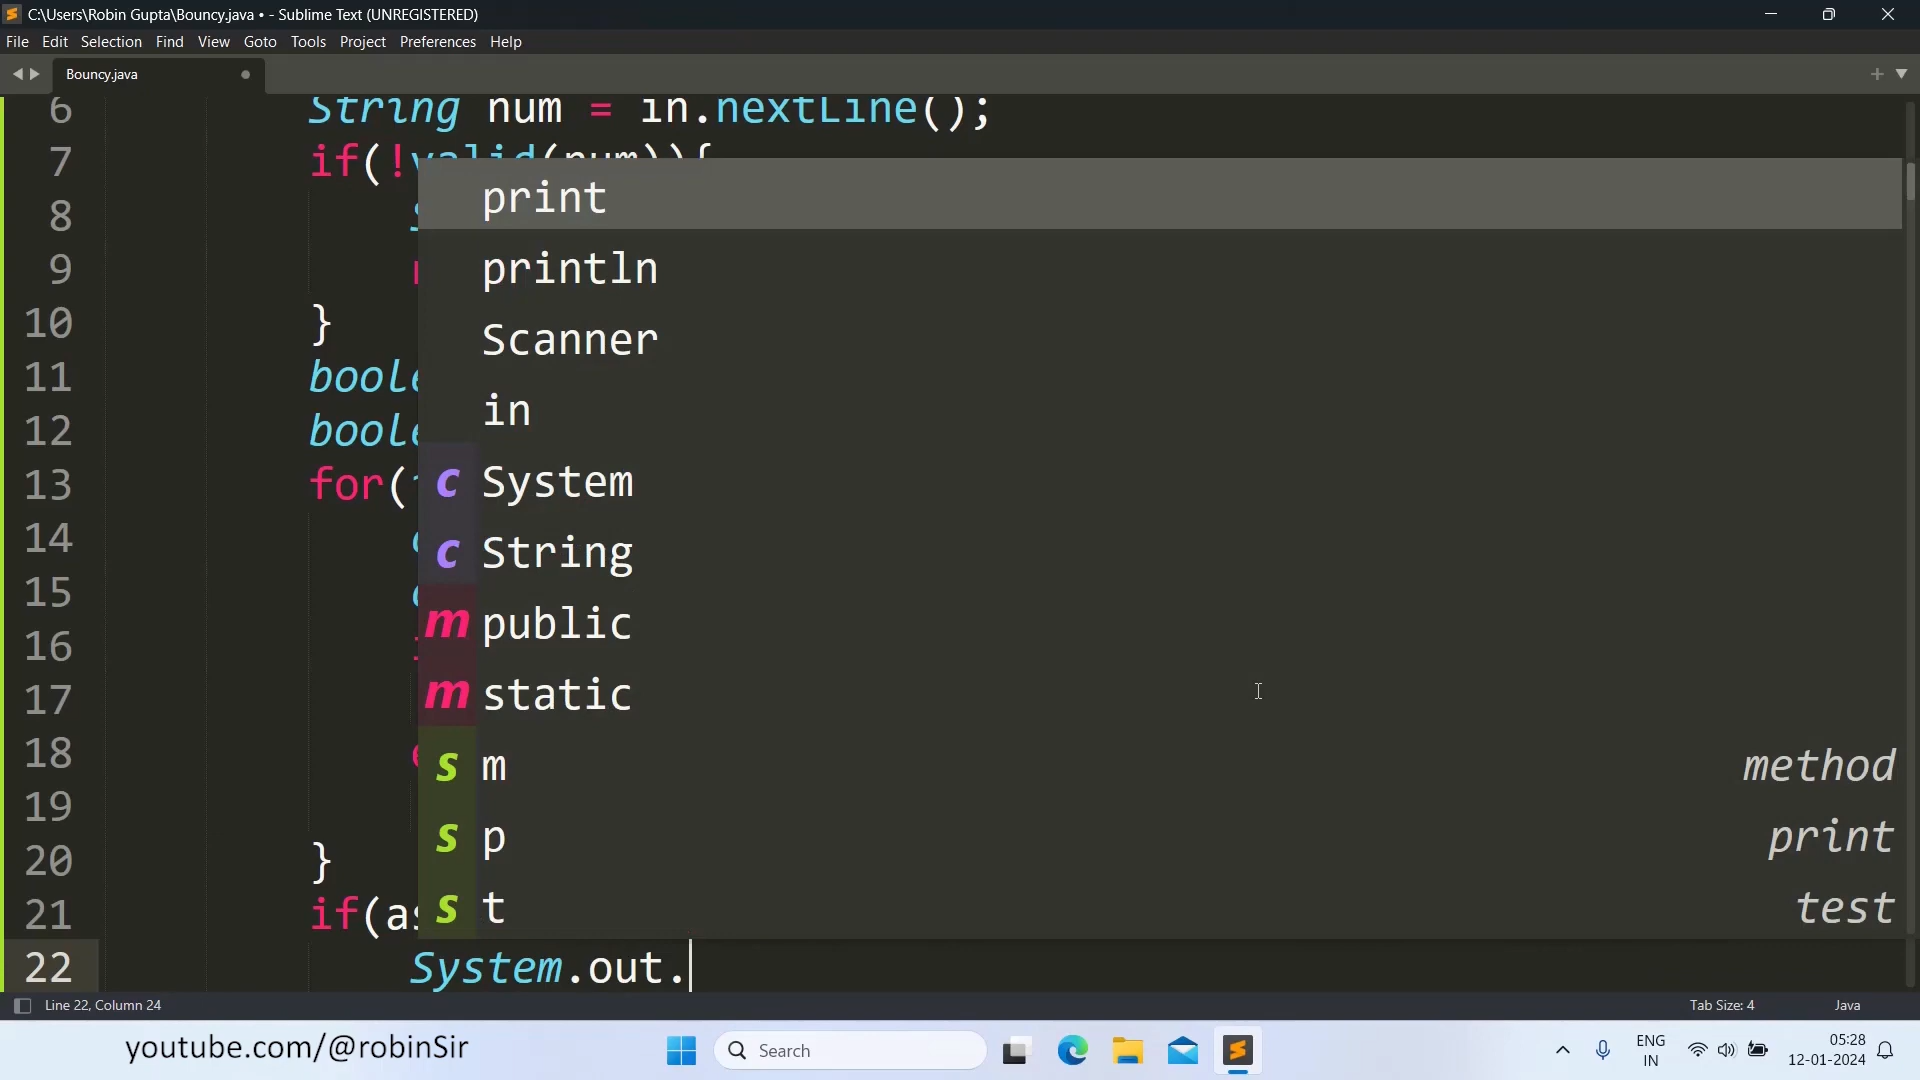 C:\Users\Robin Gupta\Bouncy.java • - Sublime Text (UNREGISTERED)
File Edit Selection Find View Goto Tools Project Preferences Help
Bouncy.java
6 String num = in.nextLine();
7 if(!valid(num)){
print
8
println
9
10 }
Scanner
11 boole
in
12 boole
13 for(
System
14
String
15
public
16
static
17
m method
18
p print
19
20 }
t test
21 if(as
22 System.out.
Line 22, Column 24
Tab Size: 4
Java
youtube.com/@robinSir
Search
ENG
IN
05:28
12-01-2024